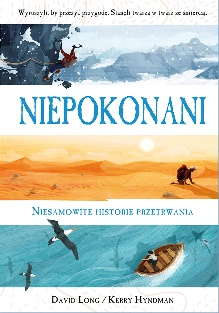 Wyruszyli, by przeżyć przygodę. Stanęli twarzą w twarz ze śmiercią.
NIEPOKONANI
NIESAMOWITE HISTORIE PRZETRWANIA
DAVID LONG / KERRY HYNDMAN